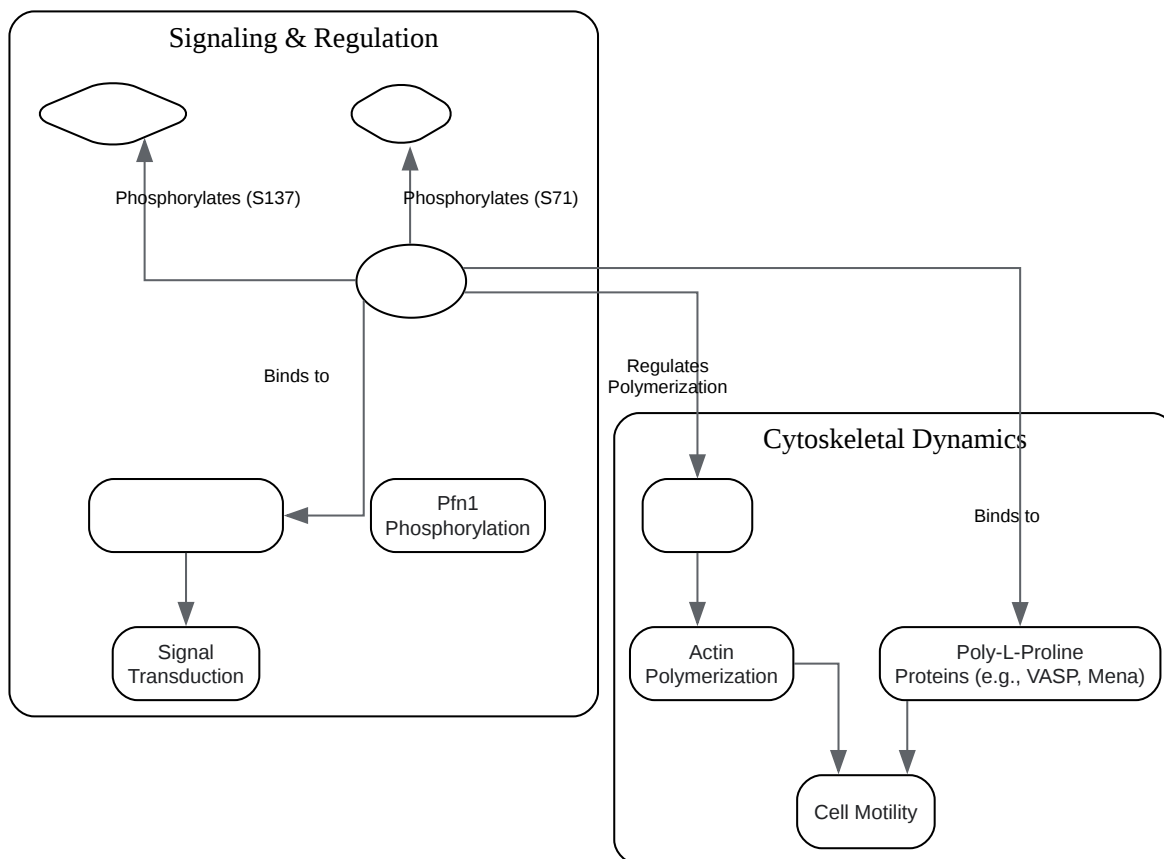 Signaling & Regulation
Phosphorylates (S137)
Phosphorylates (S71)
Binds to
Regulates
Polymerization
Cytoskeletal Dynamics
Pfn1
Phosphorylation
Binds to
Signal
Transduction
Actin
Polymerization
Poly-L-Proline
Proteins (e.g., VASP, Mena)
Cell Motility